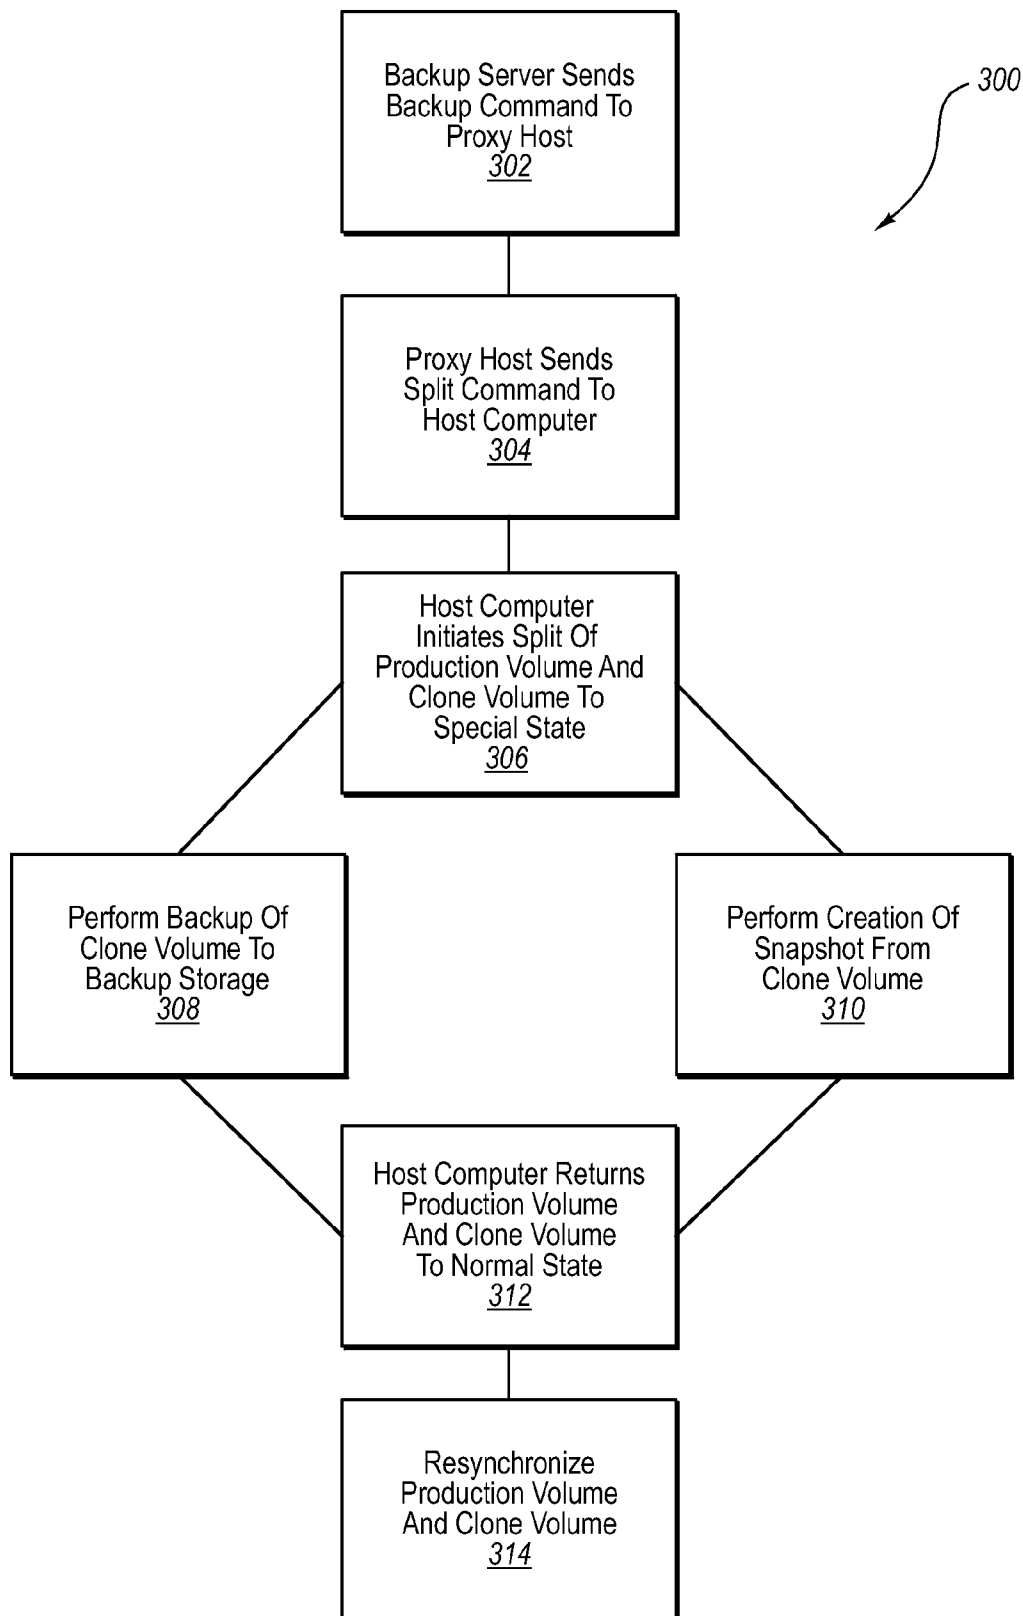 Backup Server Sends
Backup Command To
Proxy Host
302
300
Proxy Host Sends
Split Command To
Host Computer
304
Host Computer
Initiates Split Of
Production Volume And
Clone Volume To
Special State
306
Perform Backup Of
Clone Volume To
Backup Storage
308
Perform Creation Of
Snapshot From
Clone Volume
310
Host Computer Returns
Production Volume
And Clone Volume
To Normal State
312
Resynchronize
Production Volume
And Clone Volume
314